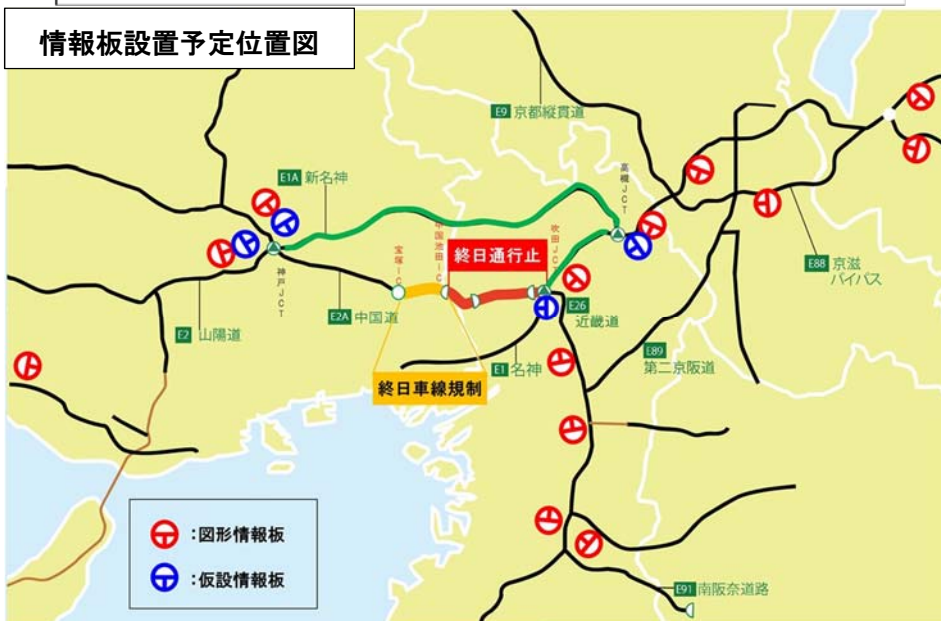 情報板設置予定位置図
E9 京都縦貫道
E1A 新名神
高槻JCT
宝塚IC
中国池田IC
終日通行止
吹田JCT
神戸JCT
E2A 中国道
E2 山陽道
E26
近畿道
E88 京滋
バイパス
E1 名神
E89
第二京阪道
終日車線規制
:図形情報板
:仮設情報板
E91 南阪奈道路